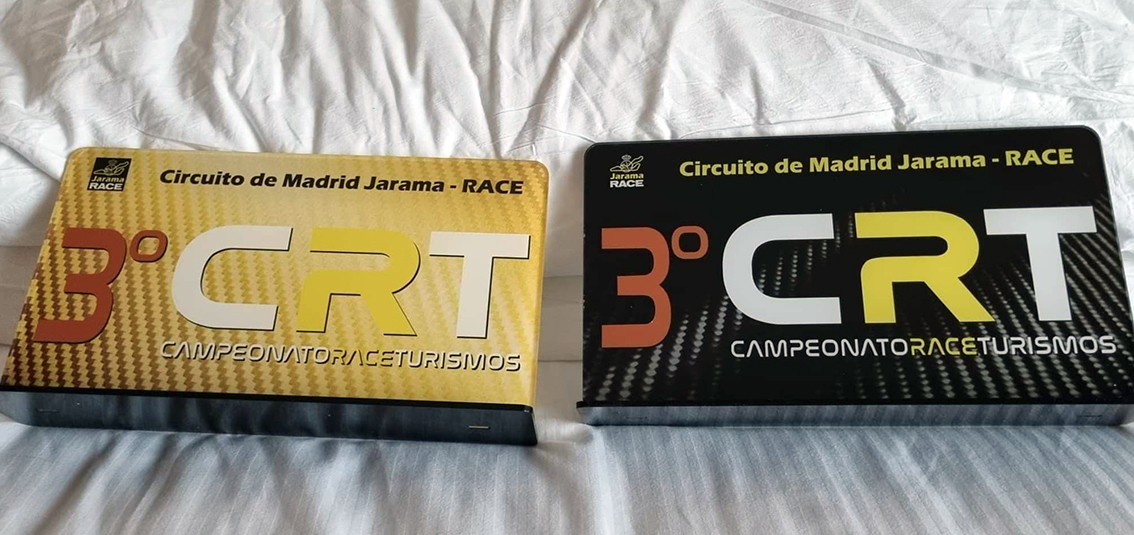 Jarama
RACE
Circuito de Madrid Jarama - RACE
3º CRT
CAMPEONATORACETURISMOS
Jarama
RACE
Circuito de Madrid Jarama - RACE
3º CRT
CAMPEONATORACETURISMOS